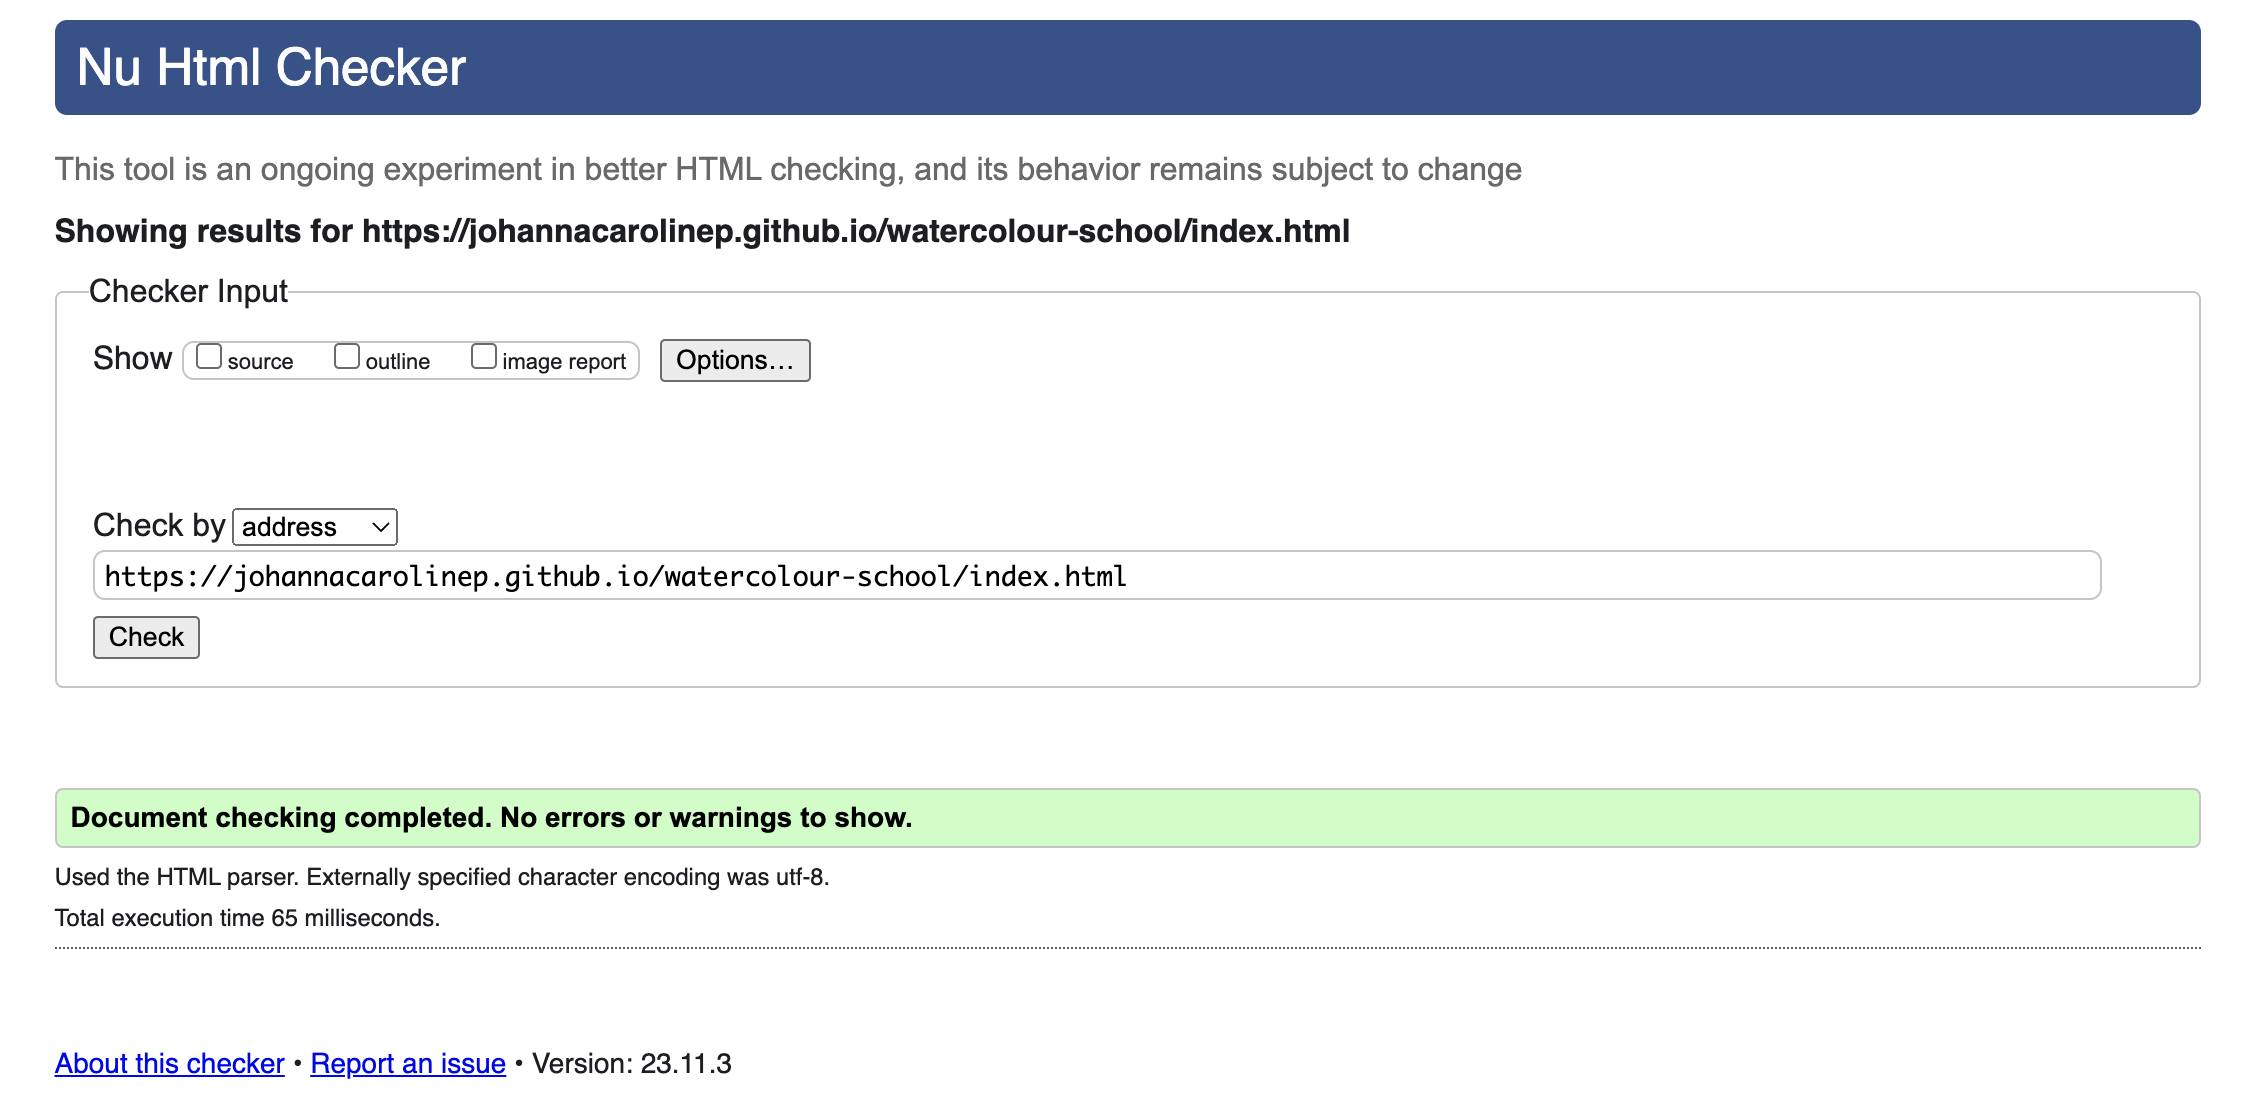 Nu Html Checker
This tool is an ongoing experiment in better HTML checking, and its behavior remains subject to change
Showing results for https://johannacarolinep.github.io/watercolour-school/index.html
Checker Input
Show source outline image report Options...
Check by address
https://johannacarolinep.github.io/watercolour-school/index.html
Check
Document checking completed. No errors or warnings to show.
Used the HTML parser. Externally specified character encoding was utf-8.
Total execution time 65 milliseconds.
About this checker • Report an issue • Version: 23.11.3